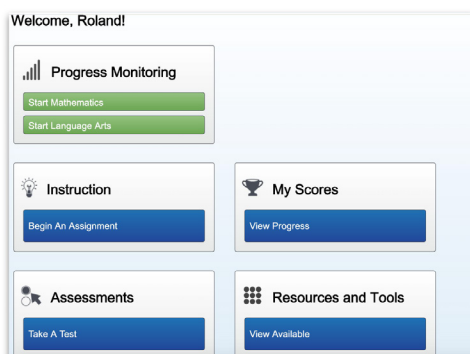 Welcome, Roland!
Progress Monitoring
Start Mathematics
Start Language Arts
Instruction
Begin An Assignment
My Scores
View Progress
Assessments
Take A Test
Resources and Tools
View Available